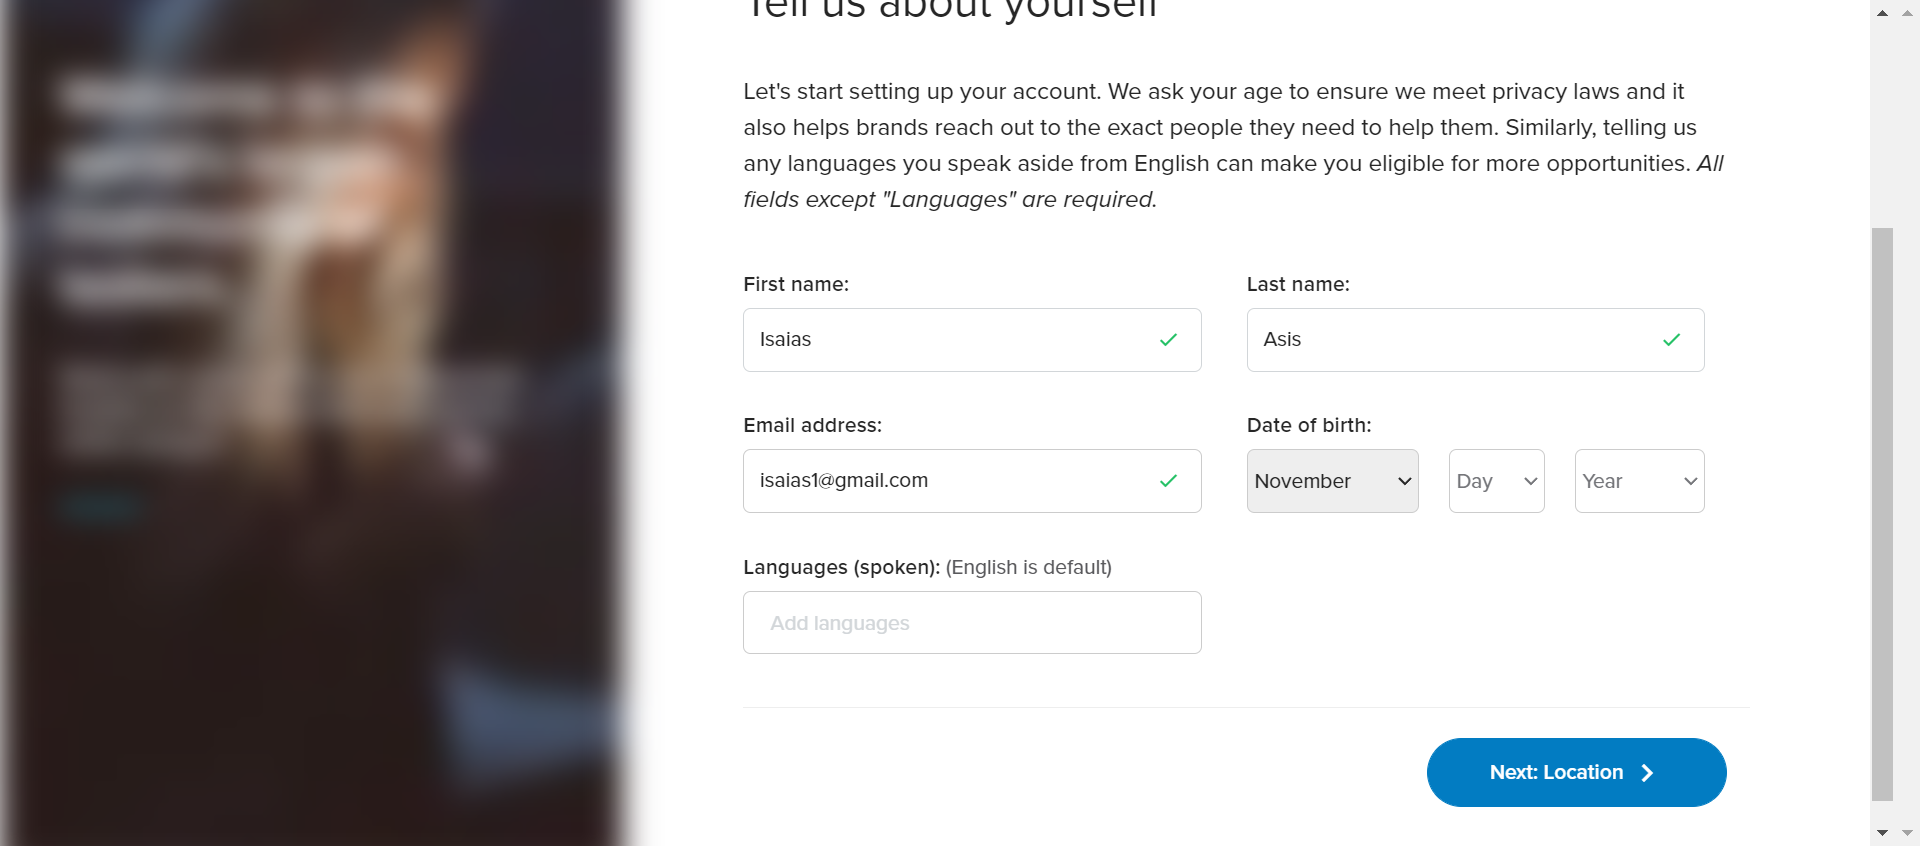 Tell us about yourself
Let's start setting up your account. We ask your age to ensure we meet privacy laws and it
also helps brands reach out to the exact people they need to help them. Similarly, telling us
any languages you speak aside from English can make you eligible for more opportunities. All
fields except "Languages" are required.
First name:
Last name:
Isaias
Asis
Email address:
Date of birth:
isaias1@gmail.com
November
Day
Year
Languages (spoken): (English is default)
Add languages
Next: Location